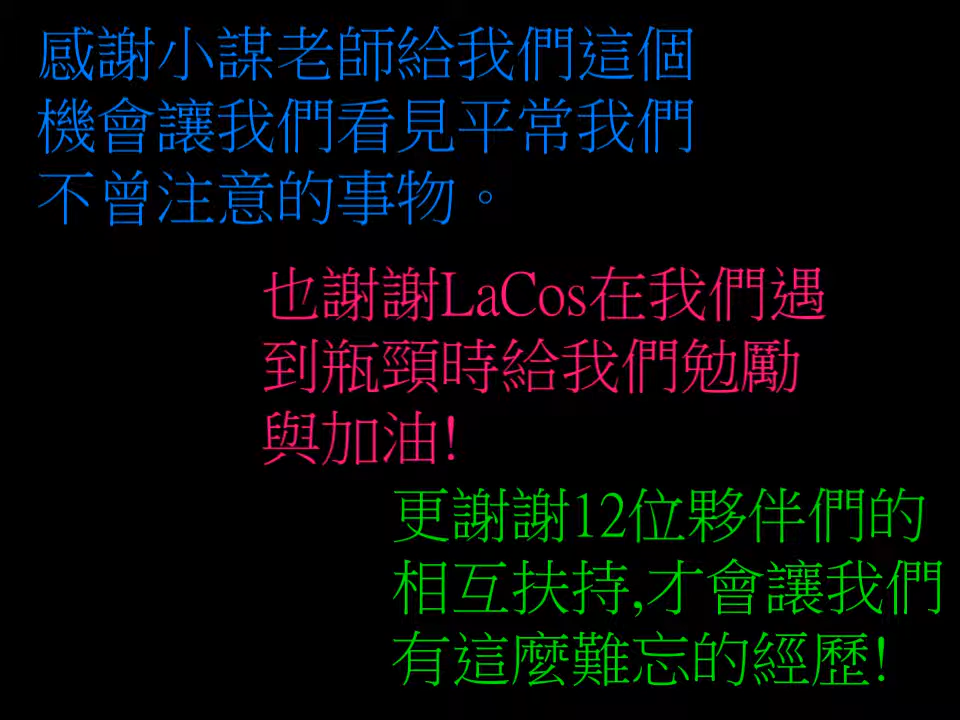 感謝小謀老師給我們這個
機會讓我們看見平常我們
不曾注意的事物。
也謝謝LaCos在我們遇
到瓶頸時給我們勉勵
與加油!
更謝謝12位夥伴們的
相互扶持,才會讓我們
有這麼難忘的經歷!